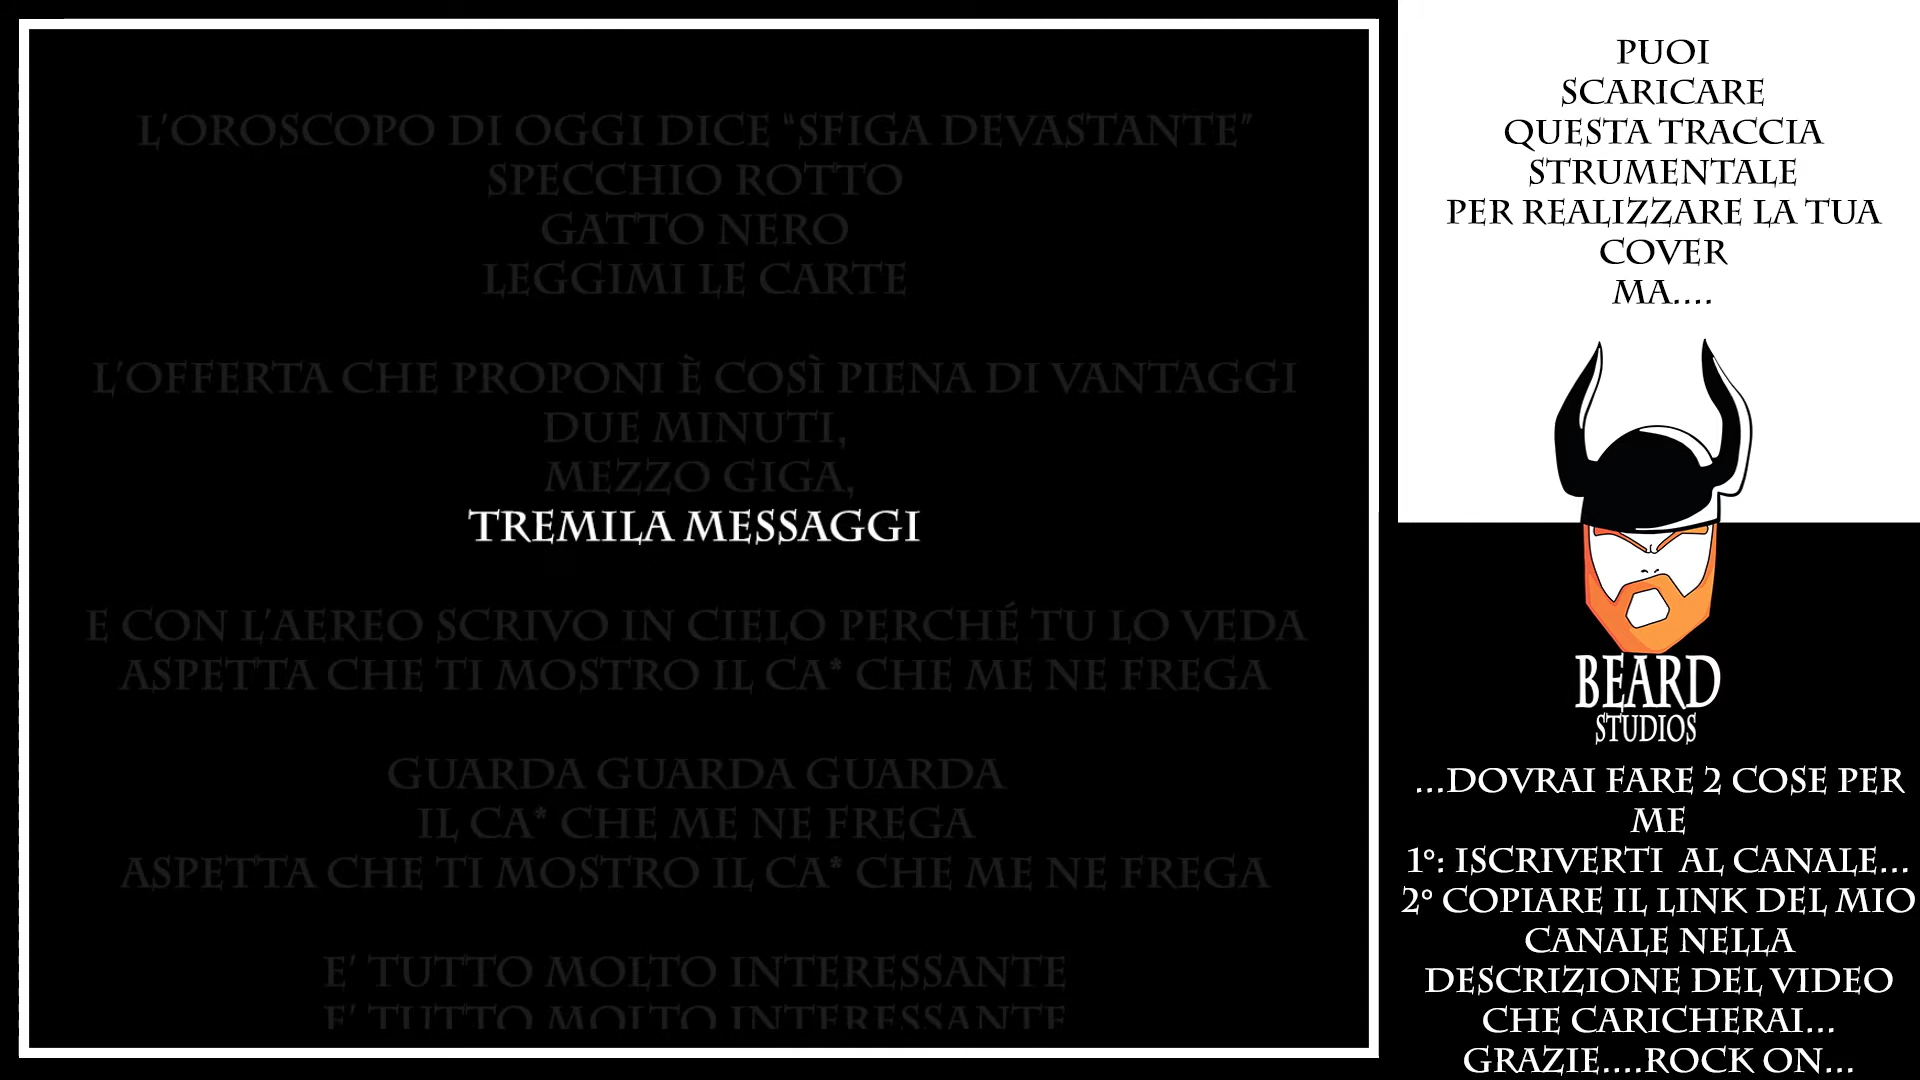 L'OROSCOPO DI OGGI DICE “SFIGA DEVASTANTE”
SPECCHIO ROTTO
GATTO NERO
LEGGIMI LE CARTE
L'OFFERTA CHE PROPONI È COSÌ PIENA DI VANTAGGI
DUE MINUTI,
MEZZO GIGA,
TREMILA MESSAGGI
E CON L'AEREO SCRIVO IN CIELO PERCHÉ TU LO VEDA
ASPETTA CHE TI MOSTRO IL CA* CHE ME NE FREGA
GUARDA GUARDA GUARDA
IL CA* CHE ME NE FREGA
ASPETTA CHE TI MOSTRO IL CA* CHE ME NE FREGA
E' TUTTO MOLTO INTERESSANTE
E' TUTTO MOLTO INTERESSANTE
PUOI
SCARICARE
QUESTA TRACCIA
STRUMENTALE
PER REALIZZARE LA TUA
COVER
MA....
BEARD
STUDIOS
...DOVRAI FARE 2 COSE PER
ME
1°: ISCRIVERTI AL CANALE...
2° COPIARE IL LINK DEL MIO
CANALE NELLA
DESCRIZIONE DEL VIDEO
CHE CARICHERAI...
GRAZIE....ROCK ON...